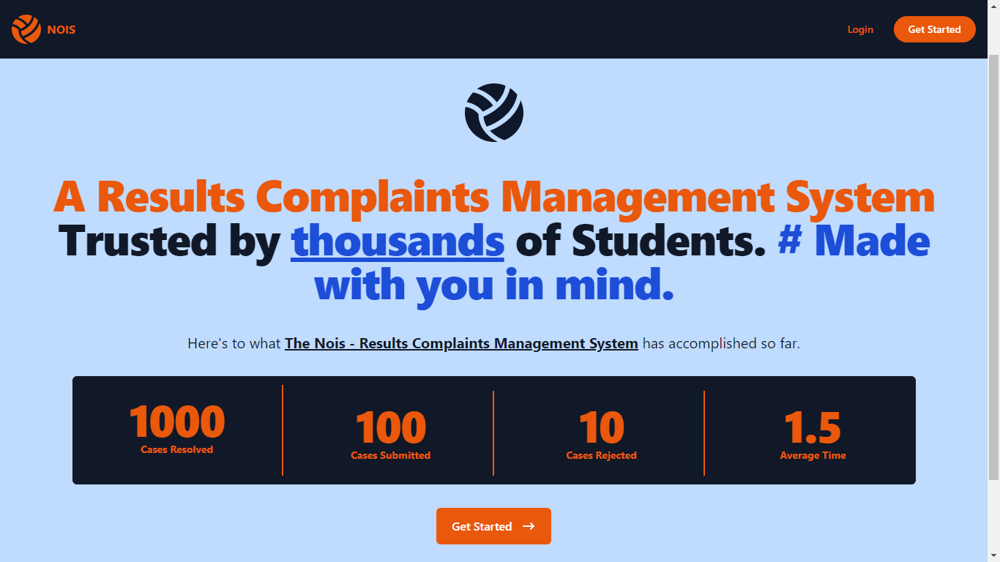 NOIS
Login
Get Started
A Results Complaints Management System
Trusted by thousands of Students. # Made
with you in mind.
Here's to what The Nois - Results Complaints Management System has accomplished so far.
1000
Cases Resolved
100
Cases Submitted
10
Cases Rejected
1.5
Average Time
Get Started →